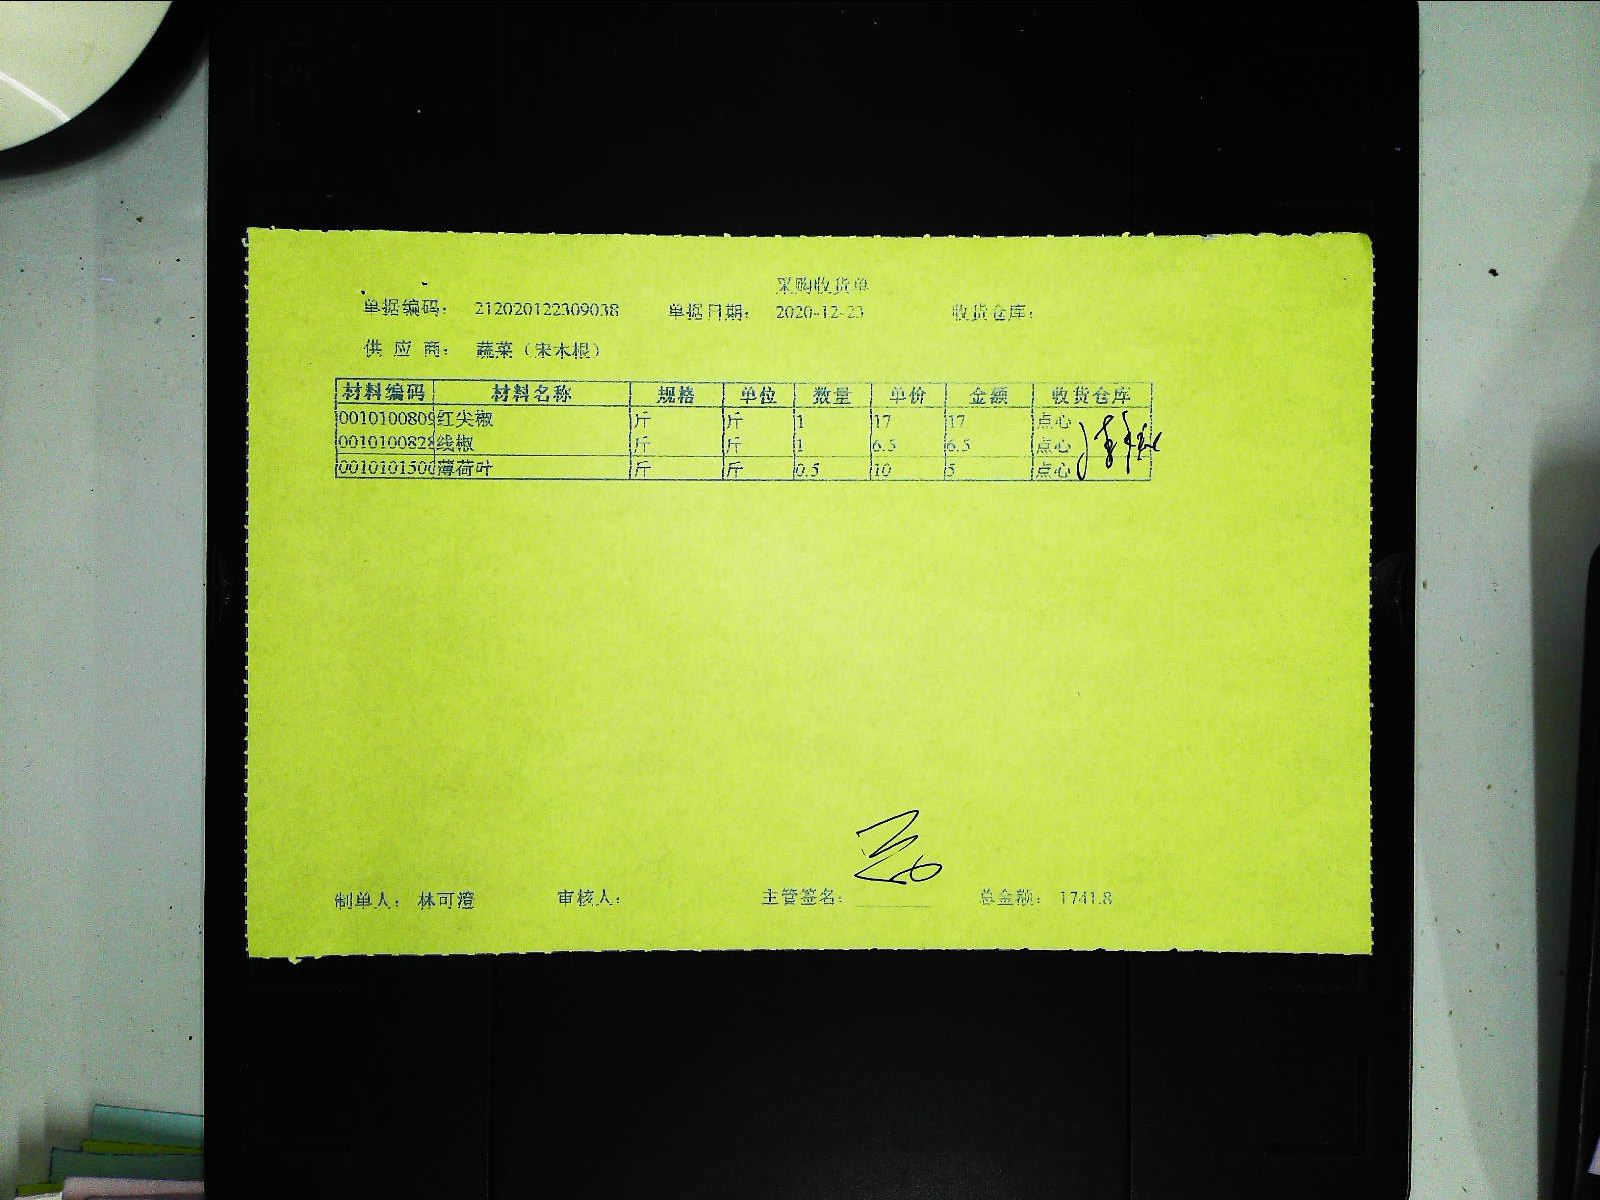 采购收货单
单据编码： 212020122309038 单据日期： 2020-12-23 收货仓库：
供 应 商： 蔬菜（宋木根）
材料编码 材料名称 规格 单位 数量 单价 金额 收货仓库
0010100809 红尖椒 斤 斤 1 17 17 点心
0010100828 线椒 斤 斤 1 6.5 6.5 点心
0010101500 薄荷叶 斤 斤 0.5 10 5 点心
制单人： 林可澄 审核人： 主管签名： 总金额： 1741.8